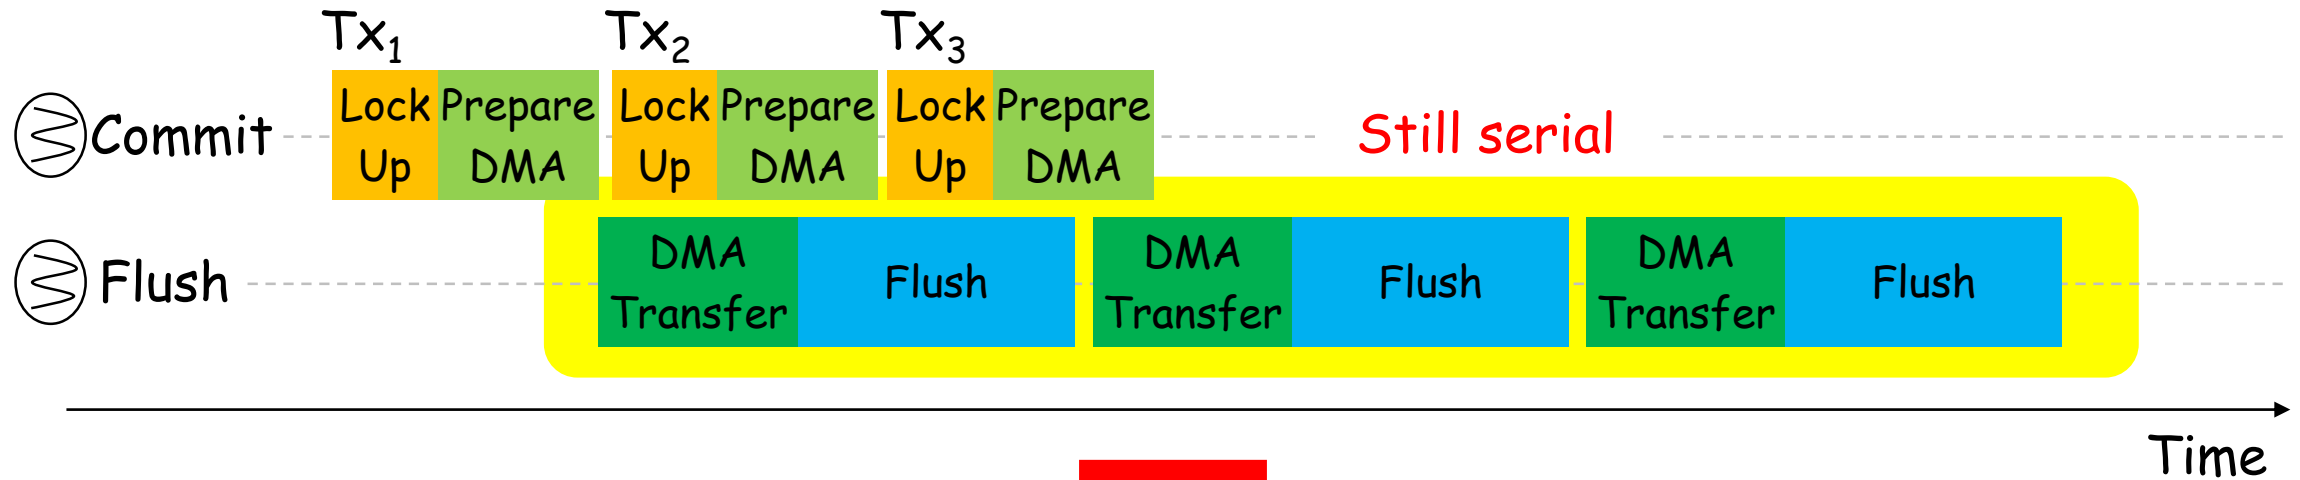 Tx1 Tx2 Tx3
Commit
Lock Up
Prepare DMA
Lock Up
Prepare DMA
Lock Up
Prepare DMA
Still serial
Flush
DMA Transfer
Flush
DMA Transfer
Flush
DMA Transfer
Flush
Time